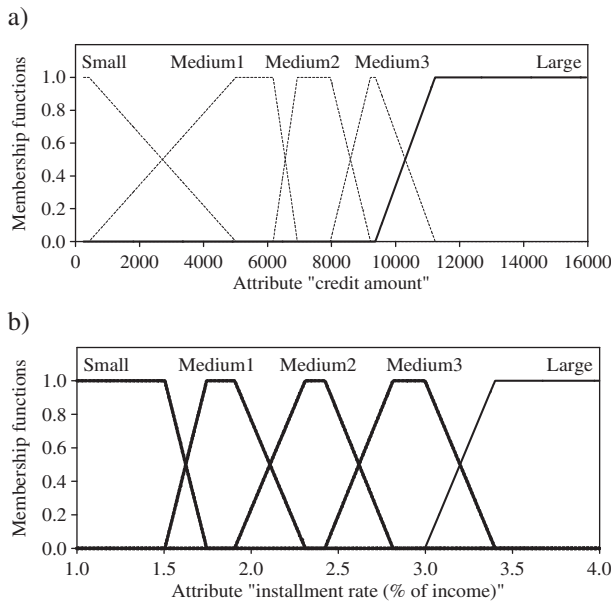 a)
Small Medium1 Medium2 Medium3 Large
Membership functions
1.0
0.8
0.6
0.4
0.2
0.0
0 2000 4000 6000 8000 10000 12000 14000 16000
Attribute "credit amount"
b)
Small Medium1 Medium2 Medium3 Large
Membership functions
1.0
0.8
0.6
0.4
0.2
0.0
1.0 1.5 2.0 2.5 3.0 3.5 4.0
Attribute "installment rate (% of income)"